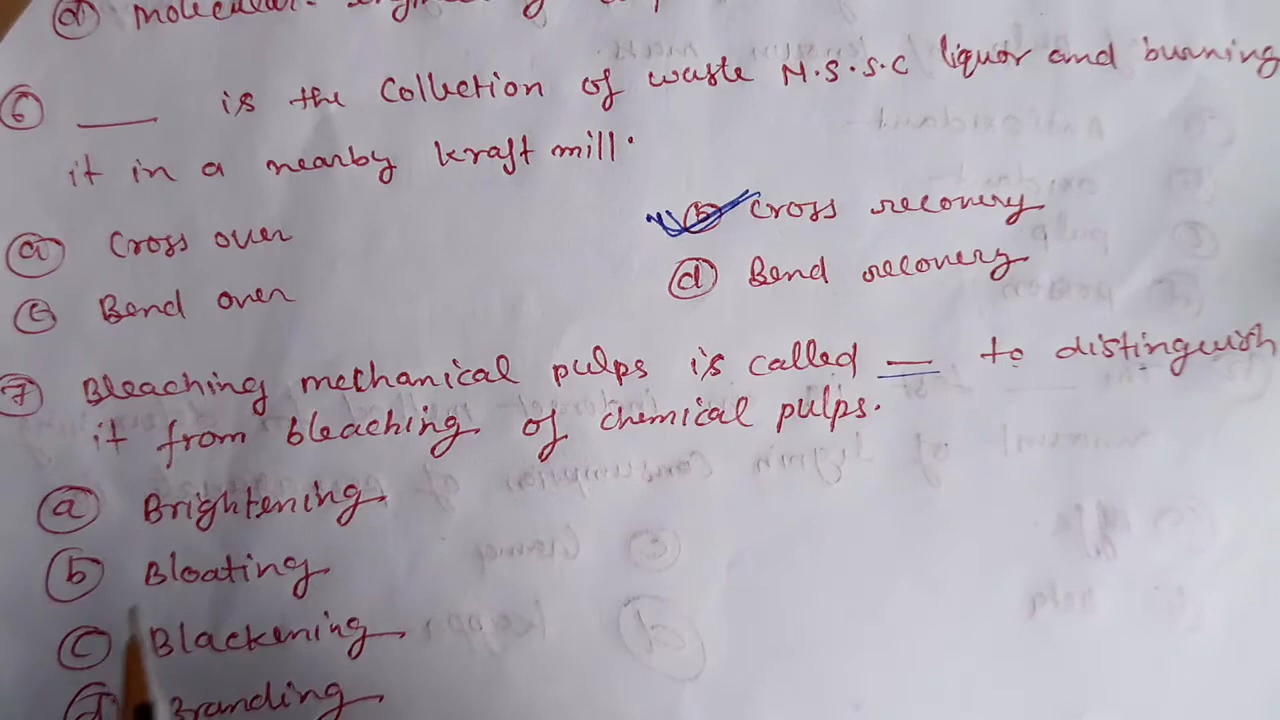 (d) Molecular
(6) ___ is the Collection of waste N.S.S.C liquor and burning
it in a nearby kraft mill.
(a) Cross over
(b) Cross recovery
(c) Bend over
(d) Bend recovery
(7) Bleaching mechanical pulps is called ___ to distinguish
it from bleaching of chemical pulps.
(a) Brightening
(b) Bloating
(c) Blackening
(d) Branding